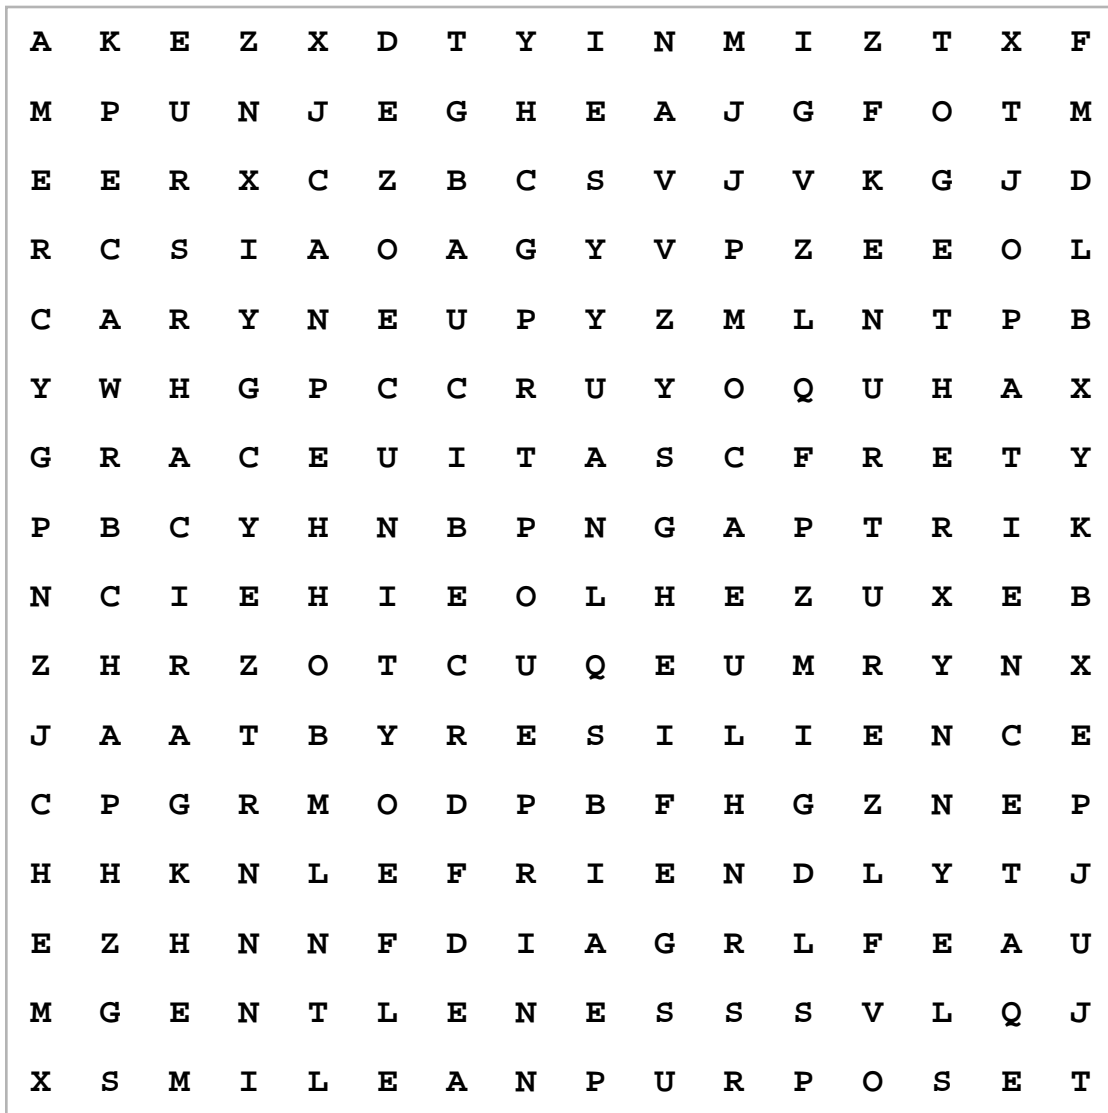 A K E Z X D T Y I N M I Z T X F
M P U N J E G H E A J G F O T M
E E R X C Z B C S V J V K G J D
R C S I A O A G Y V P Z E E O L
C A R Y N E U P Y Z M L N T P B
Y W H G P C C R U Y O Q U H A X
G R A C E U I T A S C F R E T Y
P B C Y H N B P N G A P T R I K
N C I E H I E O L H E Z U X E B
Z H R Z O T C U Q E U M R Y N X
J A A T B Y R E S I L I E N C E
C P G R M O D P B F H G Z N E P
H H K N L E F R I E N D L Y T J
E Z H N N F D I A G R L F E A U
M G E N T L E N E S S S V L Q J
X S M I L E A N P U R P O S E T